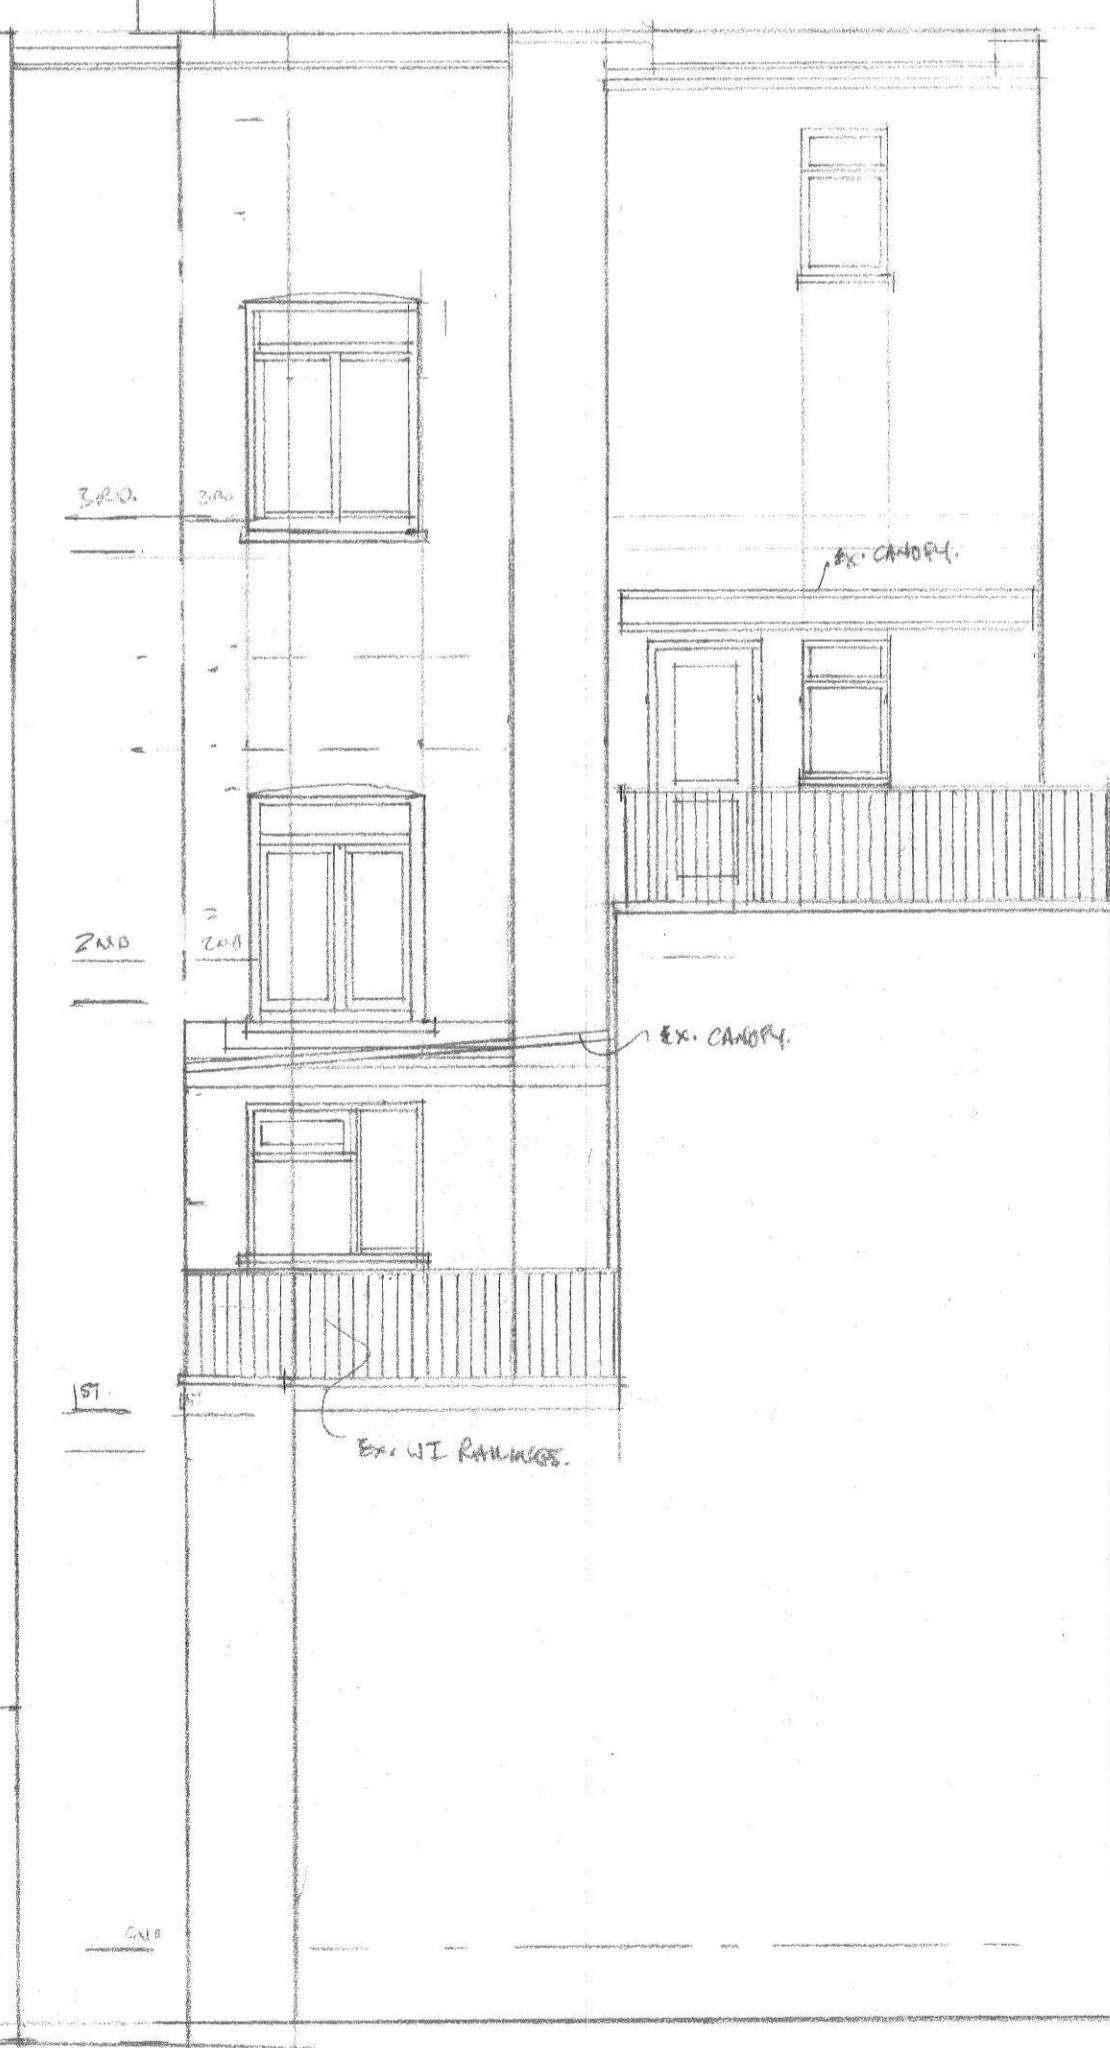 3RD.
3RD
EX. CANOPY.
2ND
2ND
EX. CANOPY.
1ST.
1ST
EX. WI RAILINGS.
GND